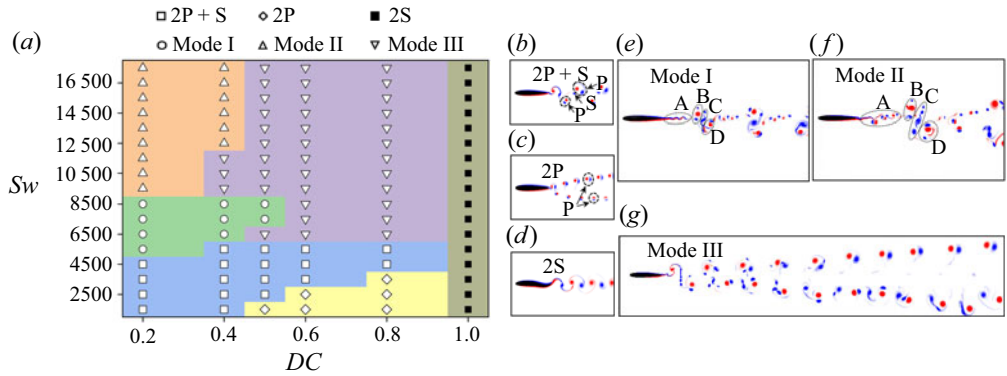 2P + S 2P 2S
Mode I Mode II Mode III
(a)
Sw
16 500
14 500
12 500
10 500
8500
6500
4500
2500
0.2 0.4 0.5 0.6 0.8 1.0
DC
(b)
2P + S
P
S
P
(c)
2P
P
(d)
2S
(e)
Mode I
A
B
C
D
(f)
Mode II
A
B
C
D
(g)
Mode III